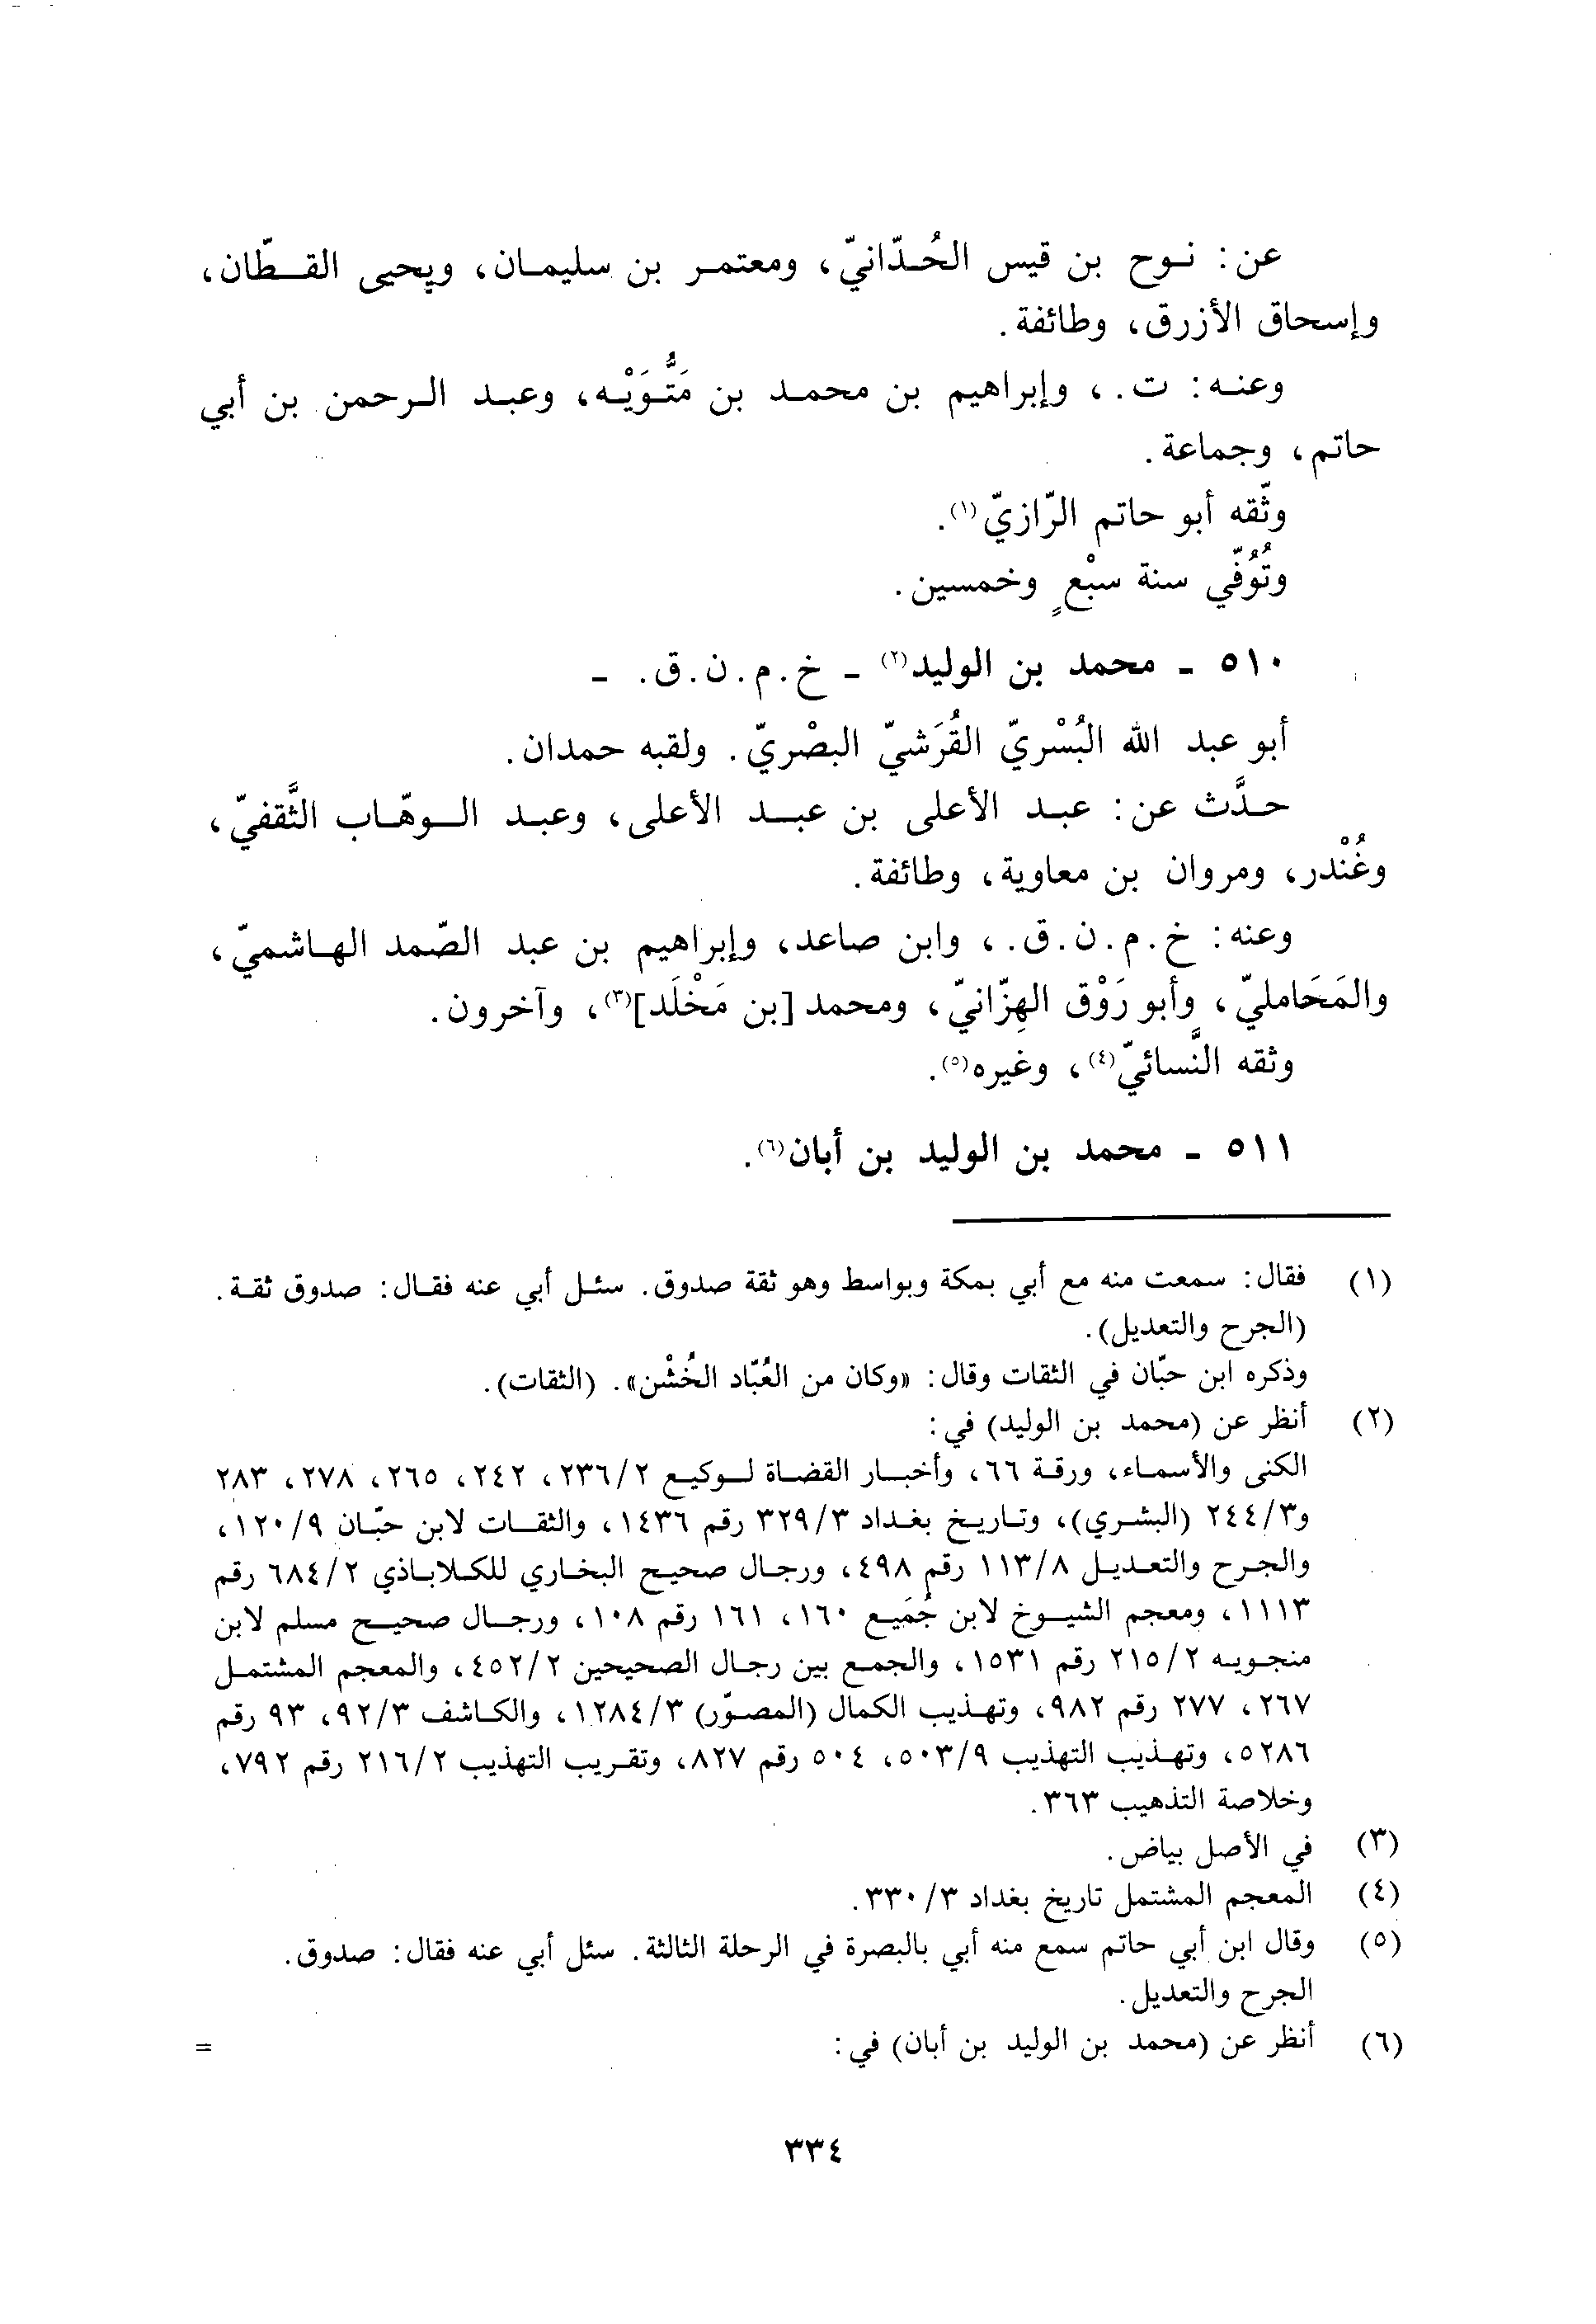 عن: نوح بن قيس الحُدّانيّ، ومعتمر بن سليمان، ويحيى القطّان،
وإسحاق الأزرق، وطائفة.
وعنه: ت.، وإبراهيم بن محمد بن مَتُّوَيْه، وعبد الرحمن بن أبي
حاتم، وجماعة.
وثّقه أبو حاتم الرّازيّ(١).
وتُوُفّي سنة سبْعٍ وخمسين.
٥١٠ - محمد بن الوليد(٢) - خ.م.ن.ق. -
أبو عبد الله البُسْريّ القُرَشيّ البصْريّ. ولقبه حمدان.
حدَّث عن: عبد الأعلى بن عبد الأعلى، وعبد الوهّاب الثَّقفيّ،
وغُنْدر، ومروان بن معاوية، وطائفة.
وعنه: خ.م.ن.ق.، وابن صاعد، وإبراهيم بن عبد الصّمد الهاشميّ،
والمَحَامليّ، وأبو رَوْق الهِزّانيّ، ومحمد [بن مَخْلَد](٣)، وآخرون.
وثقه النَّسائيّ(٤)، وغيره(٥).
٥١١ - محمد بن الوليد بن أبان(٦).
(١) فقال: سمعت منه مع أبي بمكة وبواسط وهو ثقة صدوق. سئل أبي عنه فقال: صدوق ثقة.
(الجرح والتعديل).
وذكره ابن حبّان في الثقات وقال: «وكان من العُبّاد الخُشْن». (الثقات).
(٢) أنظر عن (محمد بن الوليد) في:
الكنى والأسماء، ورقة ٦٦، وأخبار القضاة لوكيع ٢/٢٣٦، ٢٤٢، ٢٦٥، ٢٧٨، ٢٨٣
و٣/٢٤٤ (البشري)، وتاريخ بغداد ٣/٣٢٩ رقم ١٤٣٦، والثقات لابن حبّان ٩/١٢٠،
والجرح والتعديل ٨/١١٣ رقم ٤٩٨، ورجال صحيح البخاري للكلاباذي ٢/٦٨٤ رقم
١١١٣، ومعجم الشيوخ لابن جُمَيع ١٦٠، ١٦١ رقم ١٠٨، ورجال صحيح مسلم لابن
منجويه ٢/٢١٥ رقم ١٥٣١، والجمع بين رجال الصحيحين ٢/٤٥٢، والمعجم المشتمل
٢٦٧، ٢٧٧ رقم ٩٨٢، وتهذيب الكمال (المصوّر) ٣/١٢٨٤، والكاشف ٣/٩٢، ٩٣ رقم
٥٢٨٦، وتهذيب التهذيب ٩/٥٠٣، ٥٠٤ رقم ٨٢٧، وتقريب التهذيب ٢/٢١٦ رقم ٧٩٢،
وخلاصة التذهيب ٣٦٣.
(٣) في الأصل بياض.
(٤) المعجم المشتمل تاريخ بغداد ٣/٣٣٠.
(٥) وقال ابن أبي حاتم سمع منه أبي بالبصرة في الرحلة الثالثة. سئل أبي عنه فقال: صدوق.
الجرح والتعديل.
(٦) أنظر عن (محمد بن الوليد بن أبان) في: =
٣٣٤